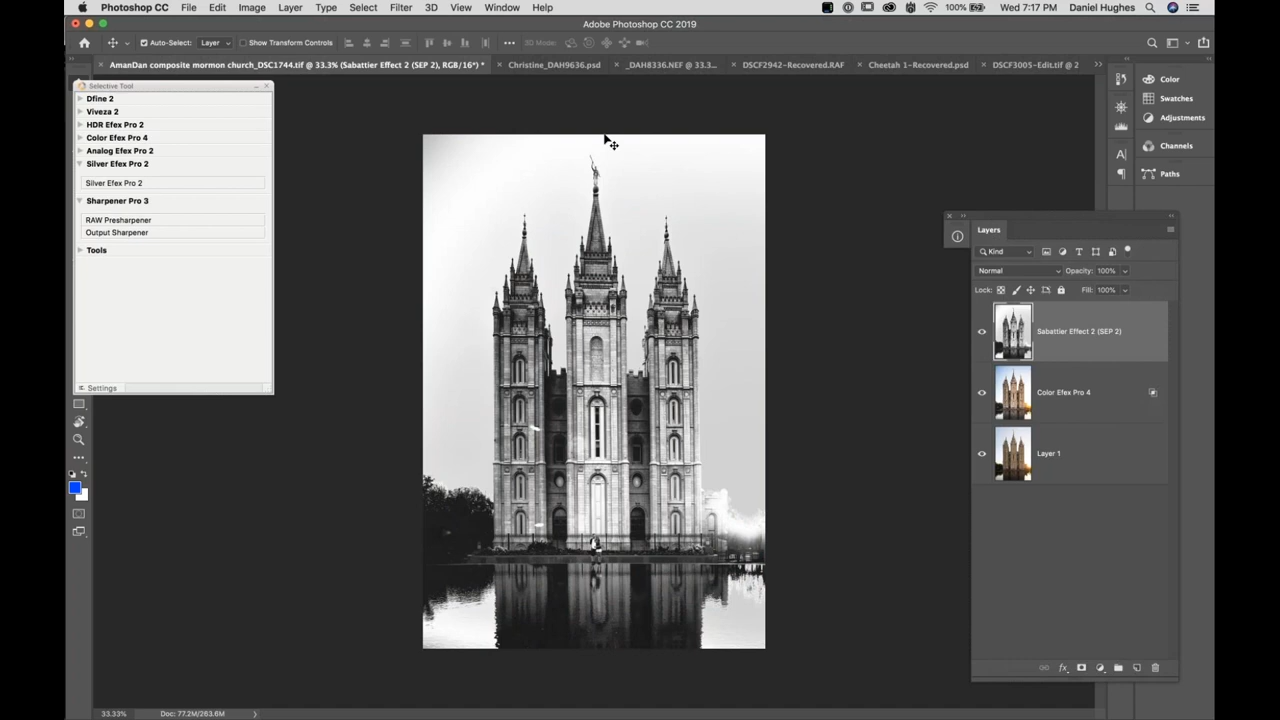 Photoshop CC File Edit Image Layer Type Select Filter 3D View Window Help 100% Wed 7:17 PM Daniel Hughes
Adobe Photoshop CC 2019
Auto-Select: Layer Show Transform Controls 3D Mode:
AmanDan composite mormon church_DSC1744.tif @ 33.3% (Sabattier Effect 2 (SEP 2), RGB/16*) * Christine_DAH9636.psd _DAH8336.NEF @ 33.3... DSCF2942-Recovered.RAF Cheetah 1-Recovered.psd DSCF3005-Edit.tif @ 2
Selective Tool
Dfine 2
Viveza 2
HDR Efex Pro 2
Color Efex Pro 4
Analog Efex Pro 2
Silver Efex Pro 2
Silver Efex Pro 2
Sharpener Pro 3
RAW Presharpener
Output Sharpener
Tools
Settings
Color
Swatches
Adjustments
Channels
Paths
Layers
Kind
Normal Opacity: 100%
Lock: Fill: 100%
Sabattier Effect 2 (SEP 2)
Color Efex Pro 4
Layer 1
fx
33.33% Doc: 77.2M/263.6M